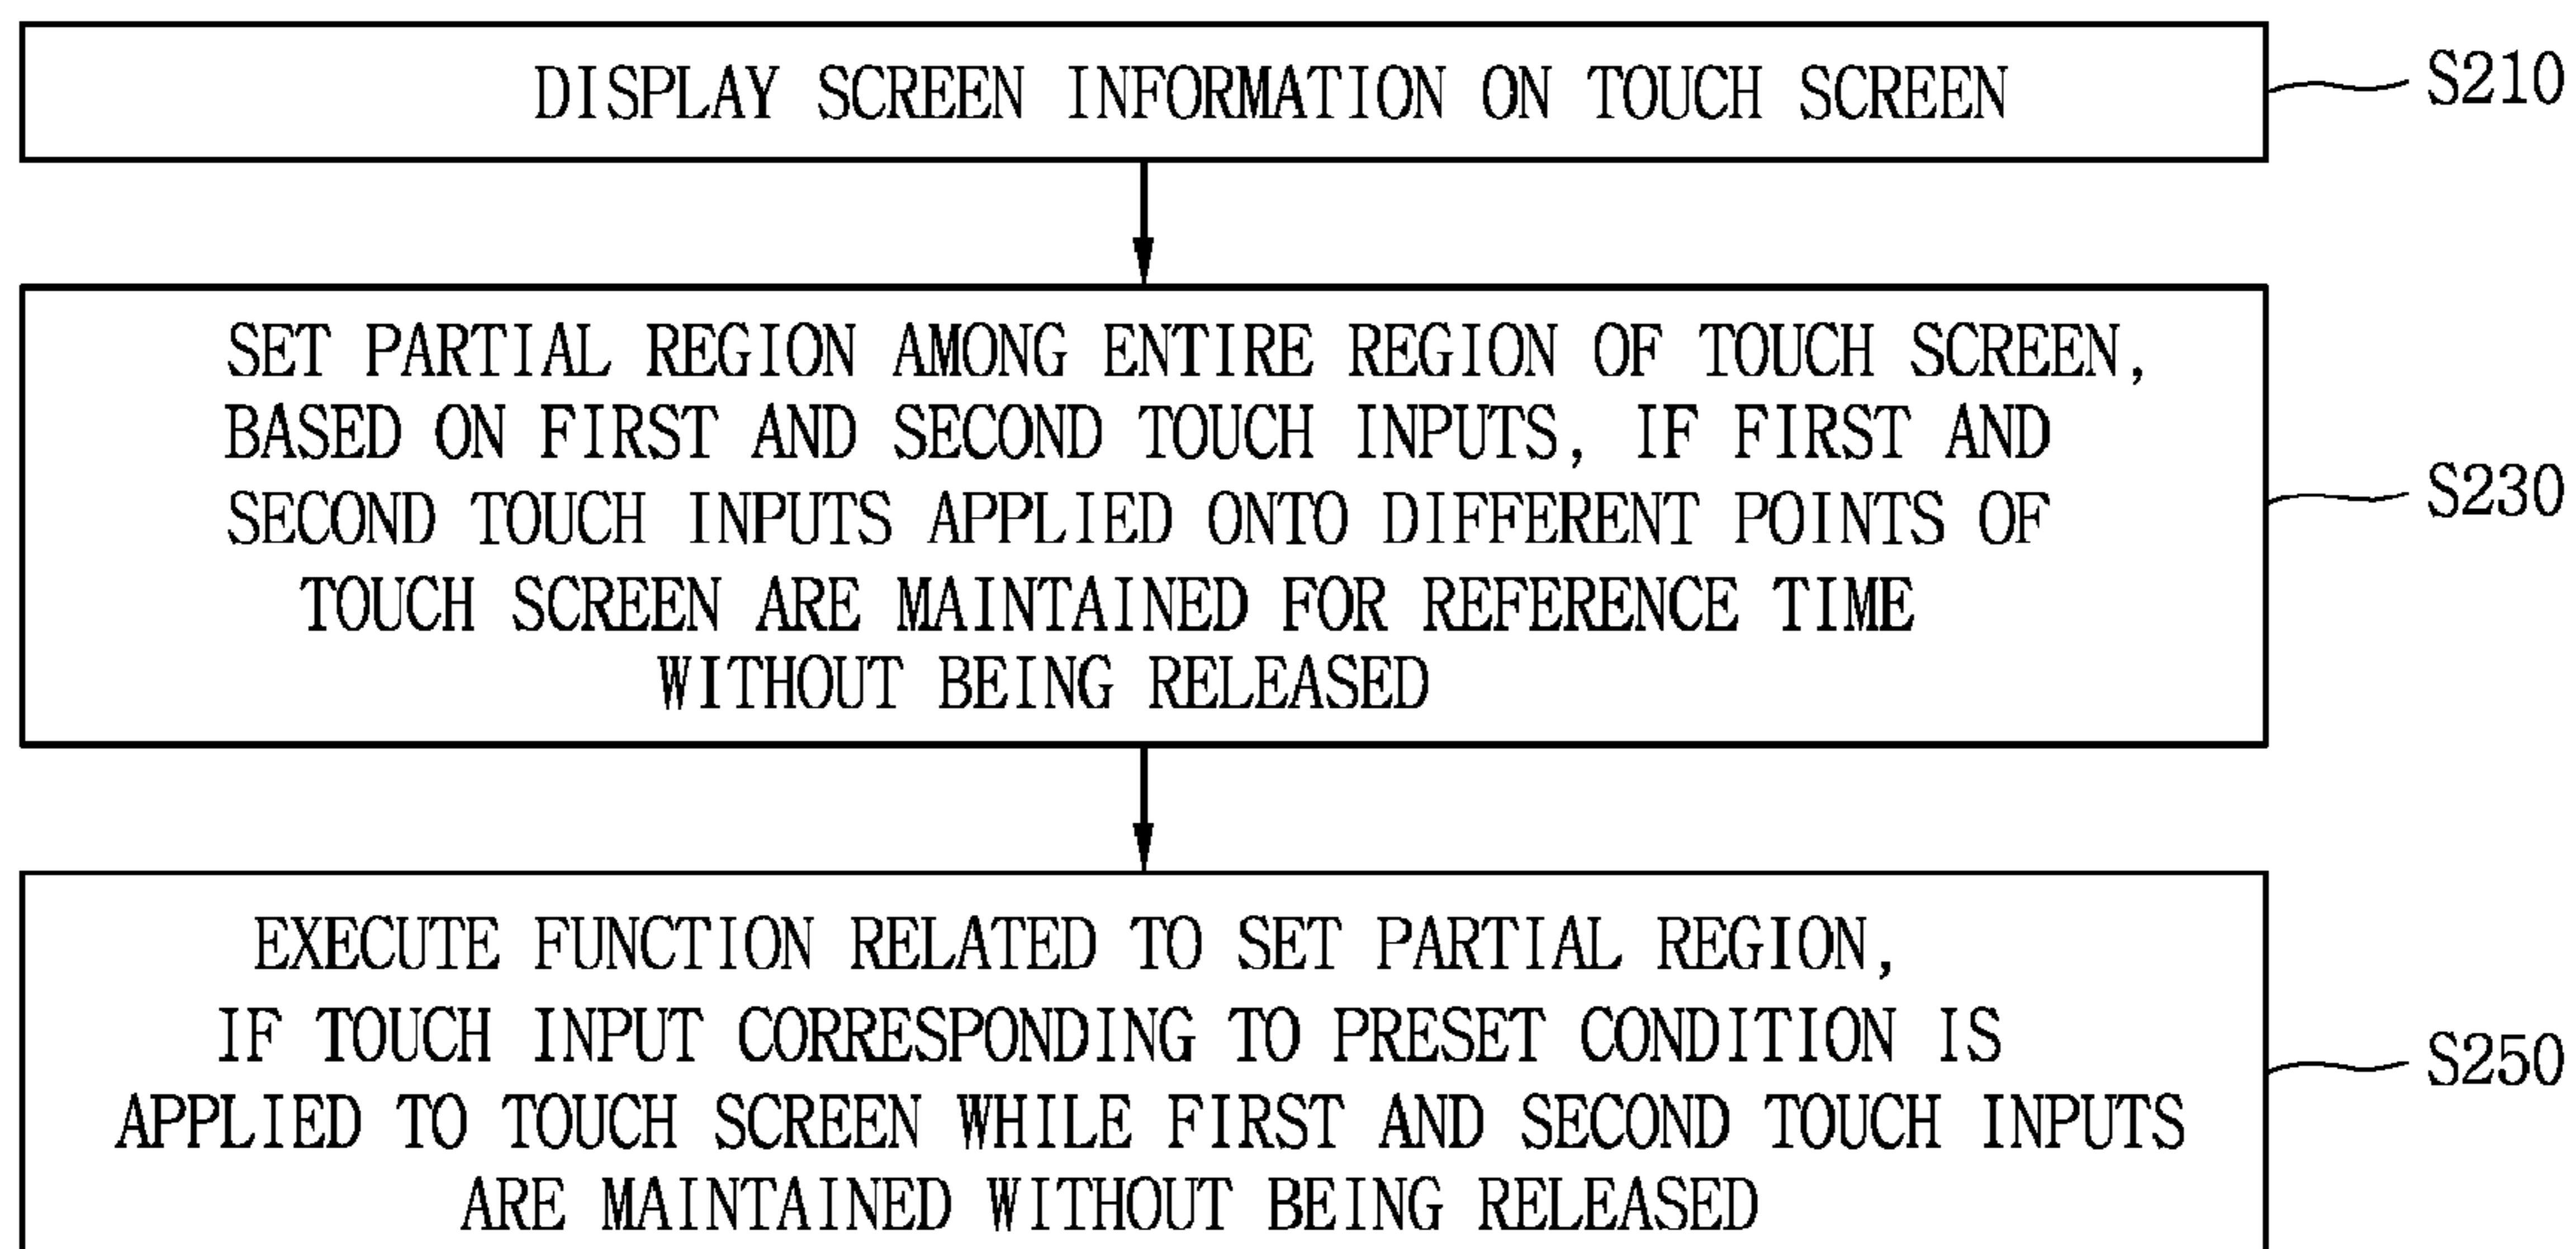 DISPLAY SCREEN INFORMATION ON TOUCH SCREEN
S210
SET PARTIAL REGION AMONG ENTIRE REGION OF TOUCH SCREEN,
BASED ON FIRST AND SECOND TOUCH INPUTS, IF FIRST AND
SECOND TOUCH INPUTS APPLIED ONTO DIFFERENT POINTS OF
TOUCH SCREEN ARE MAINTAINED FOR REFERENCE TIME
WITHOUT BEING RELEASED
S230
EXECUTE FUNCTION RELATED TO SET PARTIAL REGION,
IF TOUCH INPUT CORRESPONDING TO PRESET CONDITION IS
APPLIED TO TOUCH SCREEN WHILE FIRST AND SECOND TOUCH INPUTS
ARE MAINTAINED WITHOUT BEING RELEASED
S250